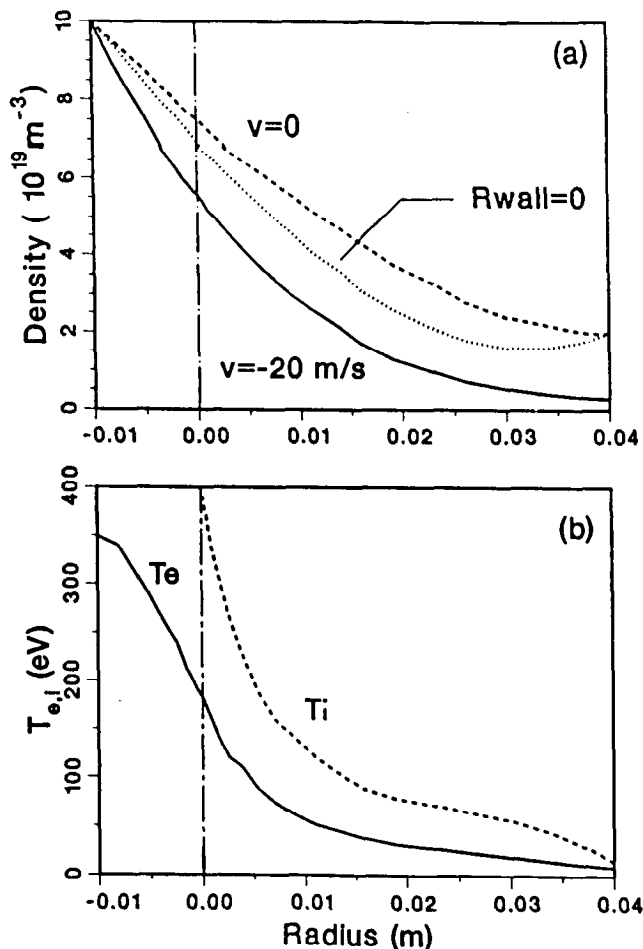 10
8
6
4
2
0
Density ( 10^19 m^-3 )
(a)
v=0
Rwall=0
v=-20 m/s
-0.01 0.00 0.01 0.02 0.03 0.04
400
300
200
100
0
T_e,i (eV)
(b)
Te
Ti
-0.01 0.00 0.01 0.02 0.03 0.04
Radius (m)